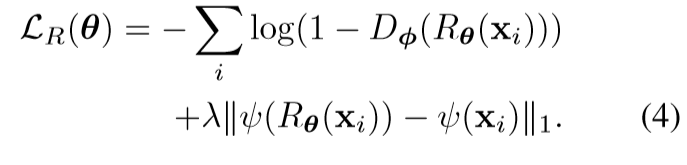 𝓛_R(𝜽) = −∑_i log(1 − D_𝝓(R_𝜽(𝐱_i)))
+λ‖ψ(R_𝜽(𝐱_i)) − ψ(𝐱_i)‖_1. (4)